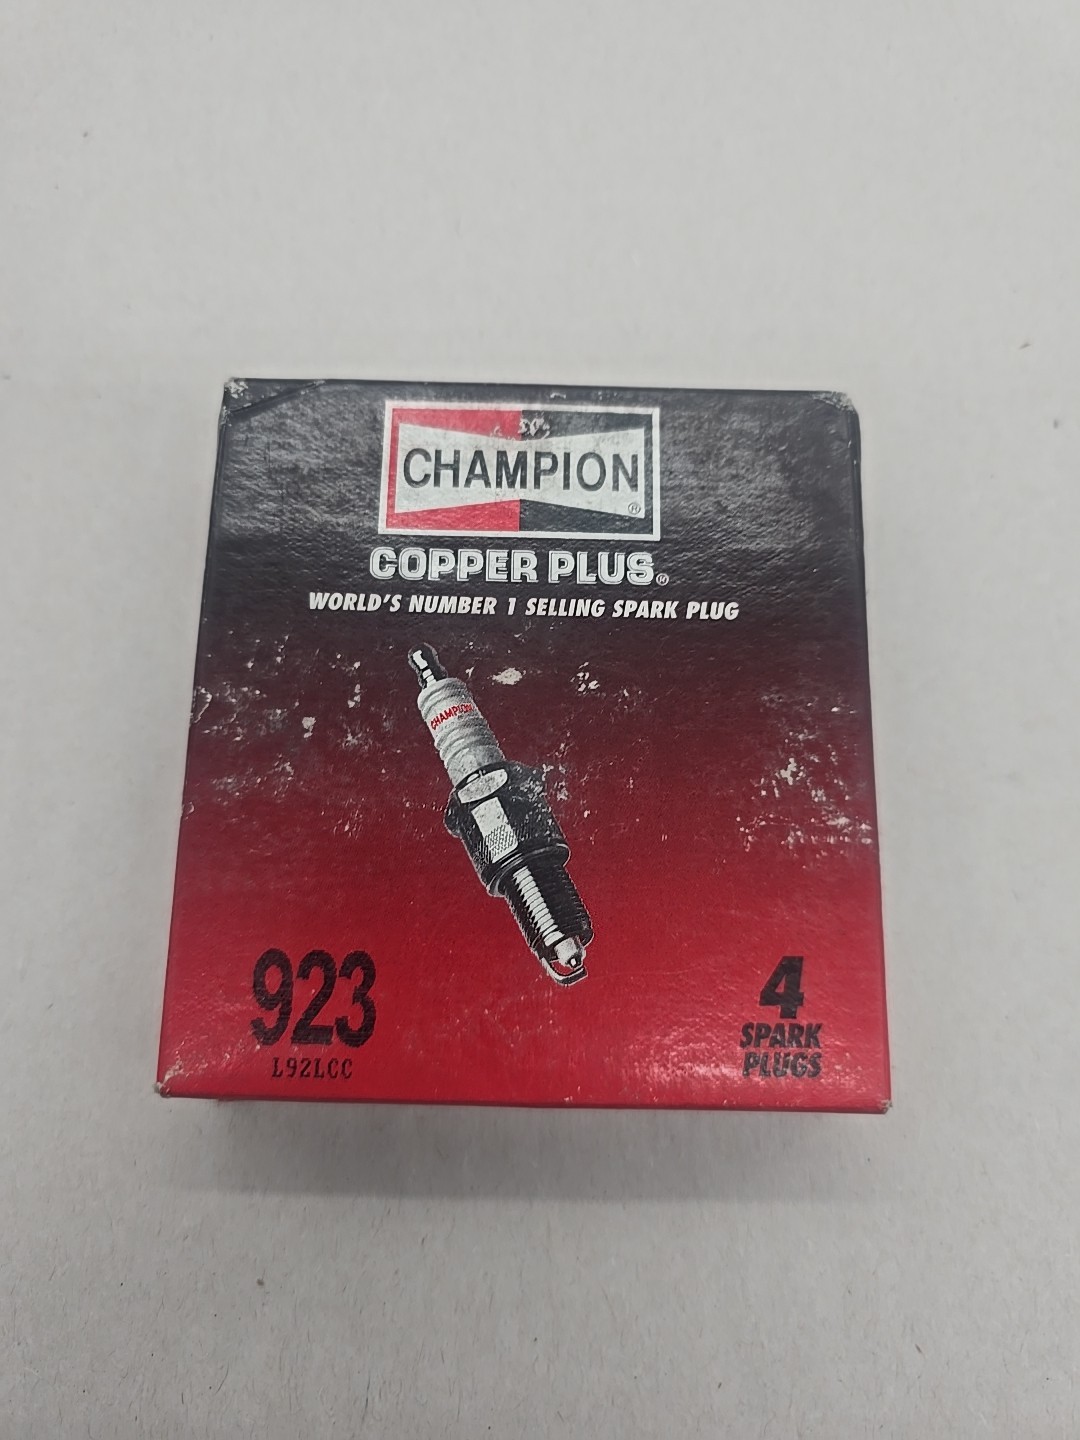 CHAMPION
®
COPPER PLUS®
WORLD'S NUMBER 1 SELLING SPARK PLUG
CHAMPION
923
L92LCC
4
SPARK
PLUGS